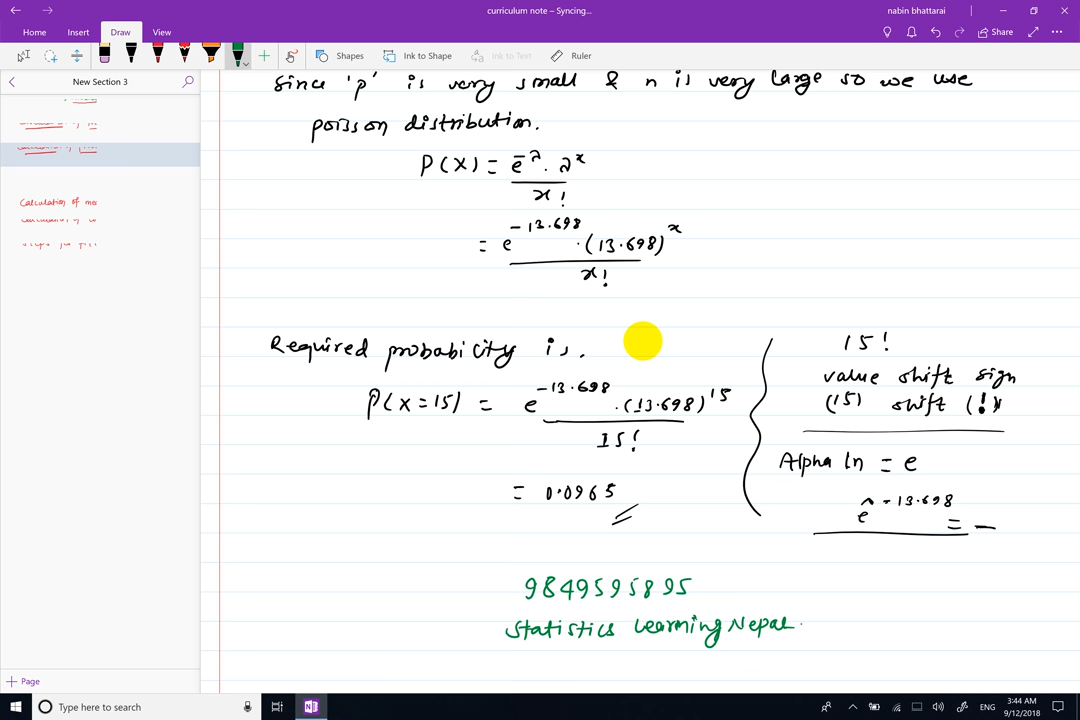 curriculum note – Syncing...
nabin bhattarai
Home Insert Draw View
Share
Shapes
Ink to Shape
Ink to Text
Ruler
New Section 3
Since 'p' is very small & n is very large so we use
poisson distribution.
P(X) = e^-λ . λ^x
x!
= e^-13.698 . (13.698)^x
x!
Calculation of me
Required probability is.
P(X=15) = e^-13.698 . (13.698)^15
15!
= 0.0965
15!
value shift sign
(15) shift (!)
Alpha ln = e
e^-13.698 = —
9849595895
Statistics Learning Nepal.
+ Page
Type here to search
ENG
3:44 AM
9/12/2018